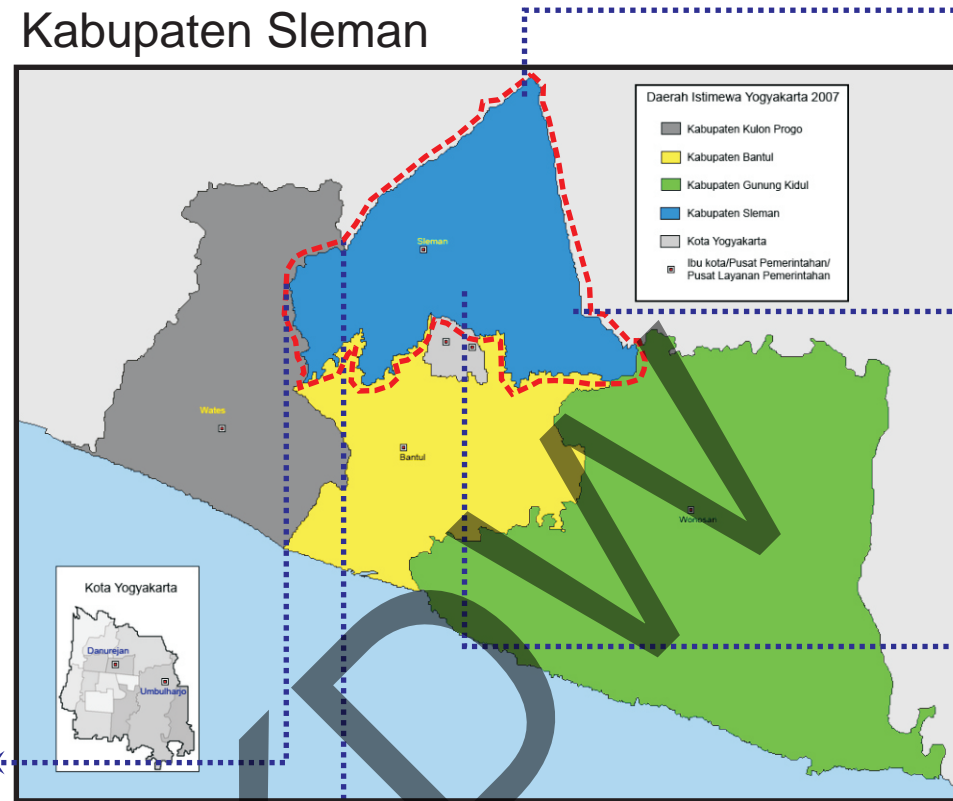 Kabupaten Sleman
Daerah Istimewa Yogyakarta 2007
Kabupaten Kulon Progo
Kabupaten Bantul
Kabupaten Gunung Kidul
Kabupaten Sleman
Kota Yogyakarta
Ibu kota/Pusat Pemerintahan/
Pusat Layanan Pemerintahan
Sleman
Wates
Bantul
Wonosari
Kota Yogyakarta
Danurejan
Umbulharjo